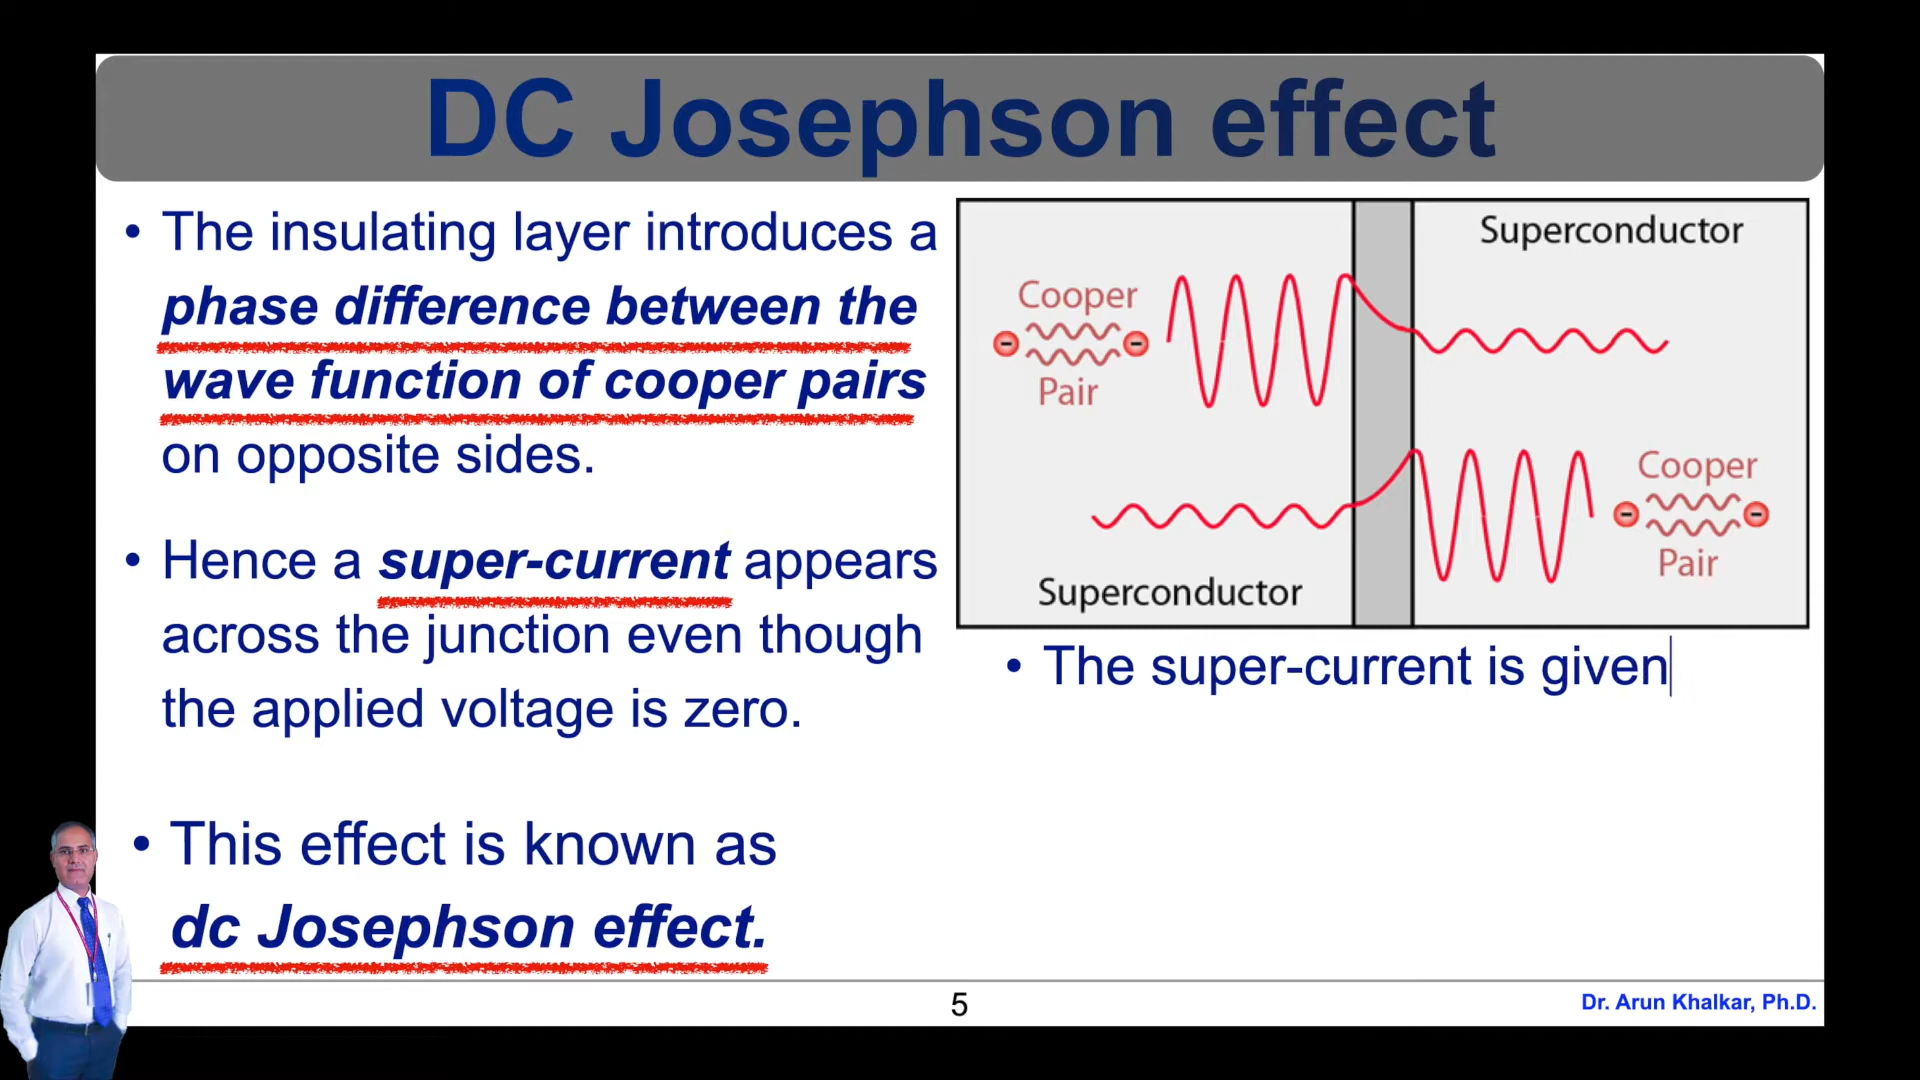 DC Josephson effect
• The insulating layer introduces a
phase difference between the
wave function of cooper pairs
on opposite sides.
• Hence a super-current appears
across the junction even though
the applied voltage is zero.
• This effect is known as
dc Josephson effect.
Superconductor
Cooper
Pair
Cooper
Pair
Superconductor
• The super-current is given
5
Dr. Arun Khalkar, Ph.D.